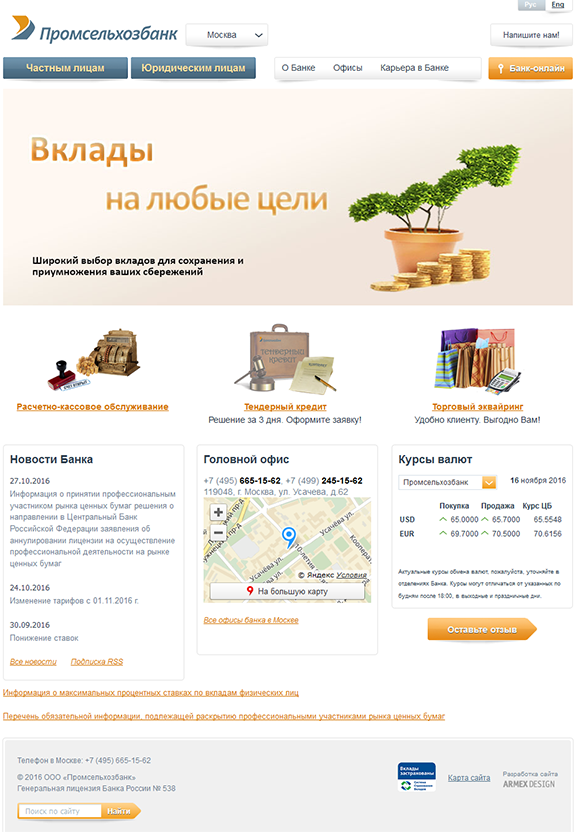 Рус Eng
Промсельхозбанк
Москва
Напишите нам!
Частным лицам Юридическим лицам
О Банке Офисы Карьера в Банке
Банк-онлайн
Вклады
на любые цели
Широкий выбор вкладов для сохранения и
приумножения ваших сбережений
Расчетно-кассовое обслуживание
Тендерный кредит
Решение за 3 дня. Оформите заявку!
Торговый эквайринг
Удобно клиенту. Выгодно Вам!
Новости Банка
27.10.2016
Информация о принятии профессиональным
участником рынка ценных бумаг решения о
направлении в Центральный Банк
Российской Федерации заявления об
аннулировании лицензии на осуществление
профессиональной деятельности на рынке
ценных бумаг
24.10.2016
Изменение тарифов с 01.11.2016 г.
30.09.2016
Понижение ставок
Все новости Подписка RSS
Головной офис
+7 (495) 665-15-62, +7 (499) 245-15-62
119048, г. Москва, ул. Усачева, д.62
Усачёва ул.
Усачёва ул.
© Яндекс Условия
На большую карту
Все офисы банка в Москве
Курсы валют
Промсельхозбанк
16 ноября 2016
Покупка Продажа Курс ЦБ
USD 65.0000 65.7000 65.5548
EUR 69.7000 70.5000 70.6156
Актуальные курсы обмена валют, пожалуйста, уточняйте в
отделениях Банка. Курсы могут отличаться от указанных по
будням после 18:00, в выходные и праздничные дни.
Оставьте отзыв
Информация о максимальных процентных ставках по вкладам физических лиц
Перечень обязательной информации, подлежащей раскрытию профессиональными участниками рынка ценных бумаг
Телефон в Москве: +7 (495) 665-15-62
© 2016 ООО «Промсельхозбанк»
Генеральная лицензия Банка России № 538
Поиск по сайту Найти
Вклады
застрахованы
Карта сайта
Разработка сайта
ARMEX DESIGN